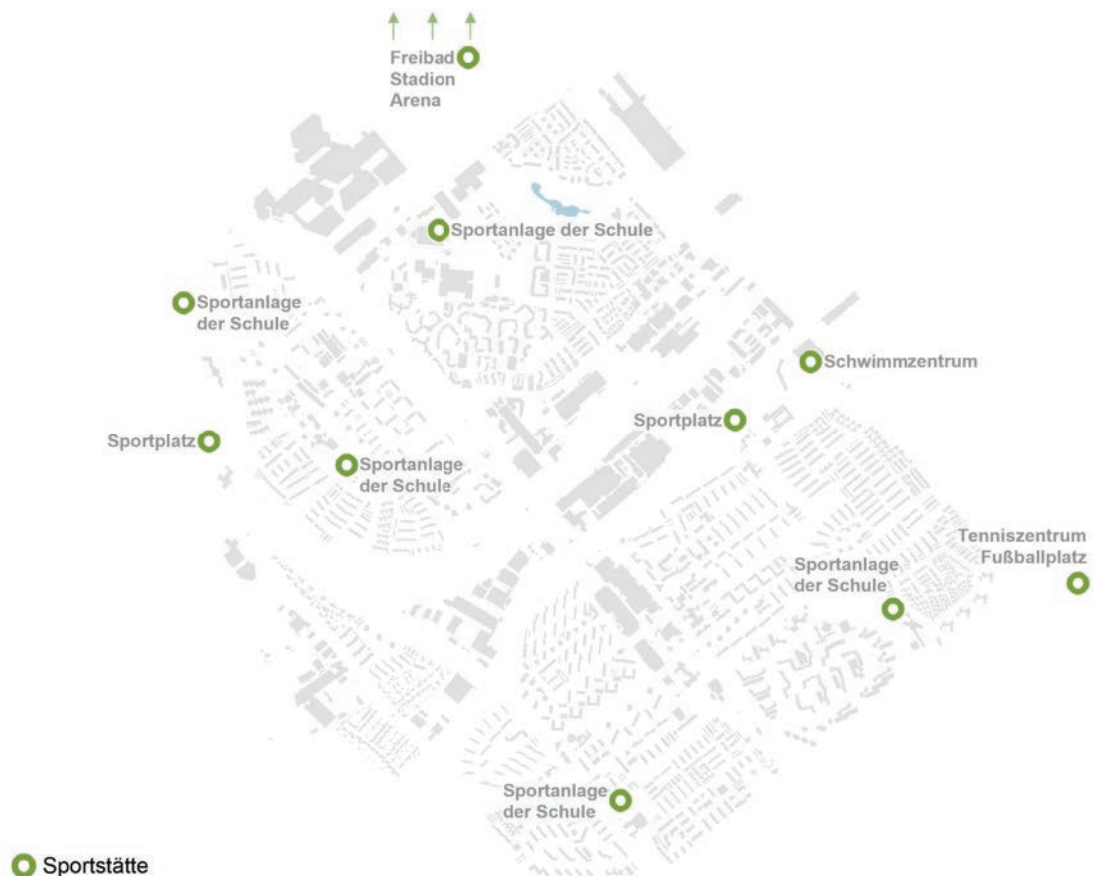 Freibad
Stadion
Arena
Sportanlage der Schule
Sportanlage
der Schule
Schwimmzentrum
Sportplatz
Sportplatz
Sportanlage
der Schule
Tenniszentrum
Fußballplatz
Sportanlage
der Schule
Sportanlage
der Schule
Sportstätte